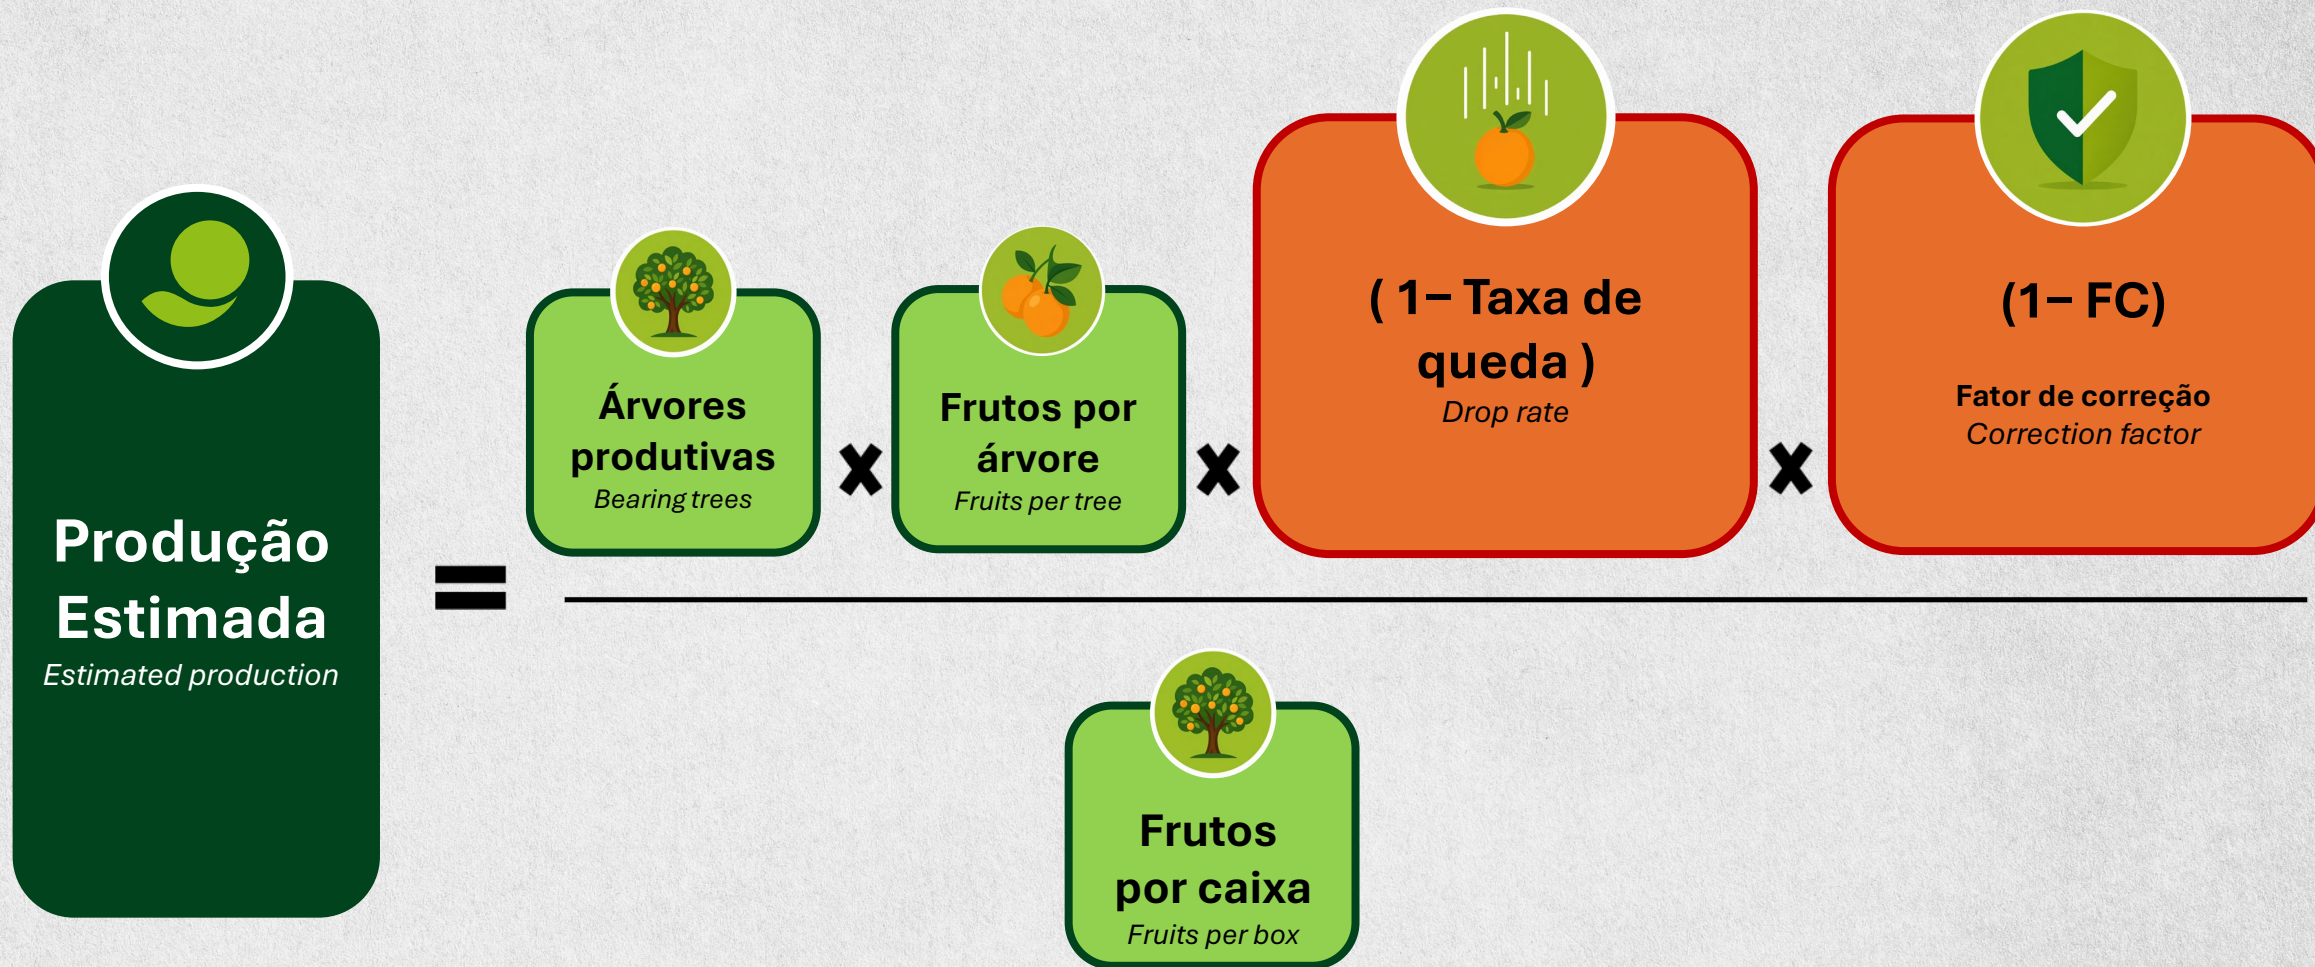 Produção
Estimada
Estimated production
=
Árvores
produtivas
Bearing trees
x
Frutos por
árvore
Fruits per tree
x
( 1– Taxa de
queda )
Drop rate
x
(1– FC)
Fator de correção
Correction factor
Frutos
por caixa
Fruits per box